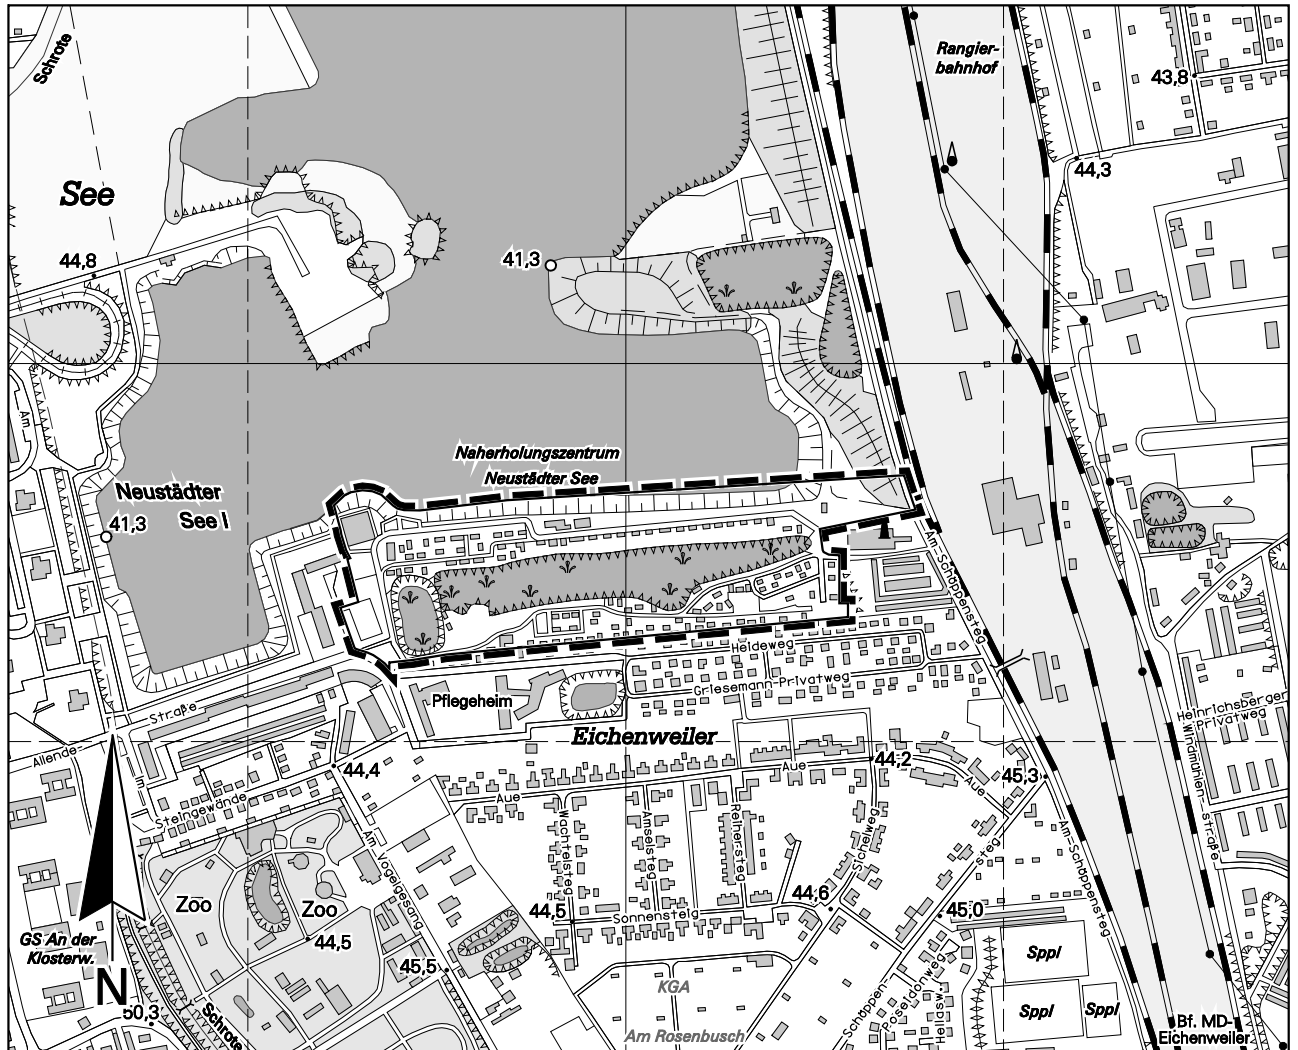 Schrote
Rangier-
bahnhof
43,8
44,3
See
44,8
41,3
Am
Naherholungszentrum
Neustädter See
Neustädter
See I
41,3
Am-Schöppensteg
Heideweg
Griesemann-Privatweg
Pflegeheim
Heinrichsberger
Privatweg
Windmühlen-straße
Straße
Allende-
Eichenweiler
44,4
44,2
45,3
Aue
Aue
Aue
Im
Steingewände
Am Vogelgesang
Wachtelsteg
Amselsteg
Reihersteg
Sichelweg
steg
Am-Schöppensteg
Zoo
Zoo
44,5
44,5
Sonnensteig
44,6
45,0
GS An der
Klosterw.
45,5
N
50,3
Schrote
KGA
Am Rosenbusch
Schöppen-
Poseidonweg
Sppl
Sppl
Sppl
Bf. MD-
Eichenweiler